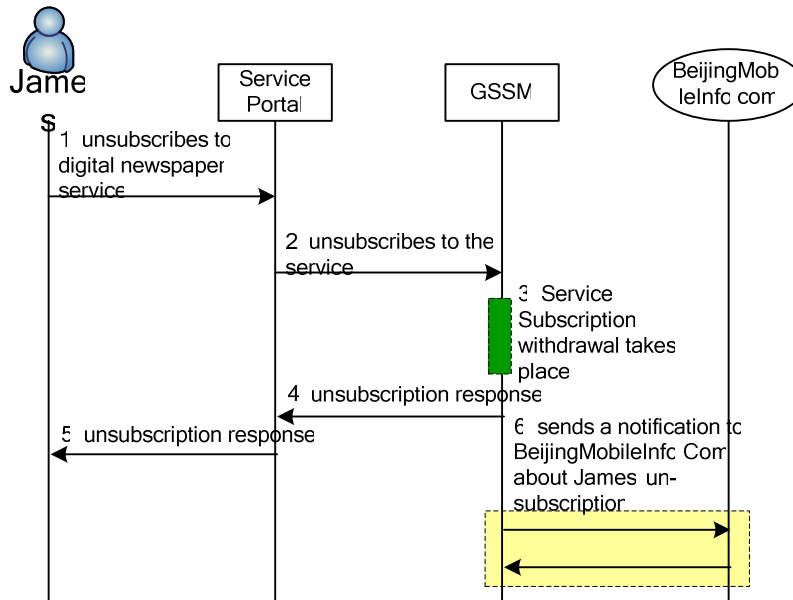 James
Service
Portal
GSSM
BeijingMob
ileInfo com
1 unsubscribes to
digital newspaper
service
2 unsubscribes to the
service
3 Service
Subscription
withdrawal takes
place
4 unsubscription response
5 unsubscription response
6 sends a notification to
BeijingMobileInfo Com
about James un-
subscription